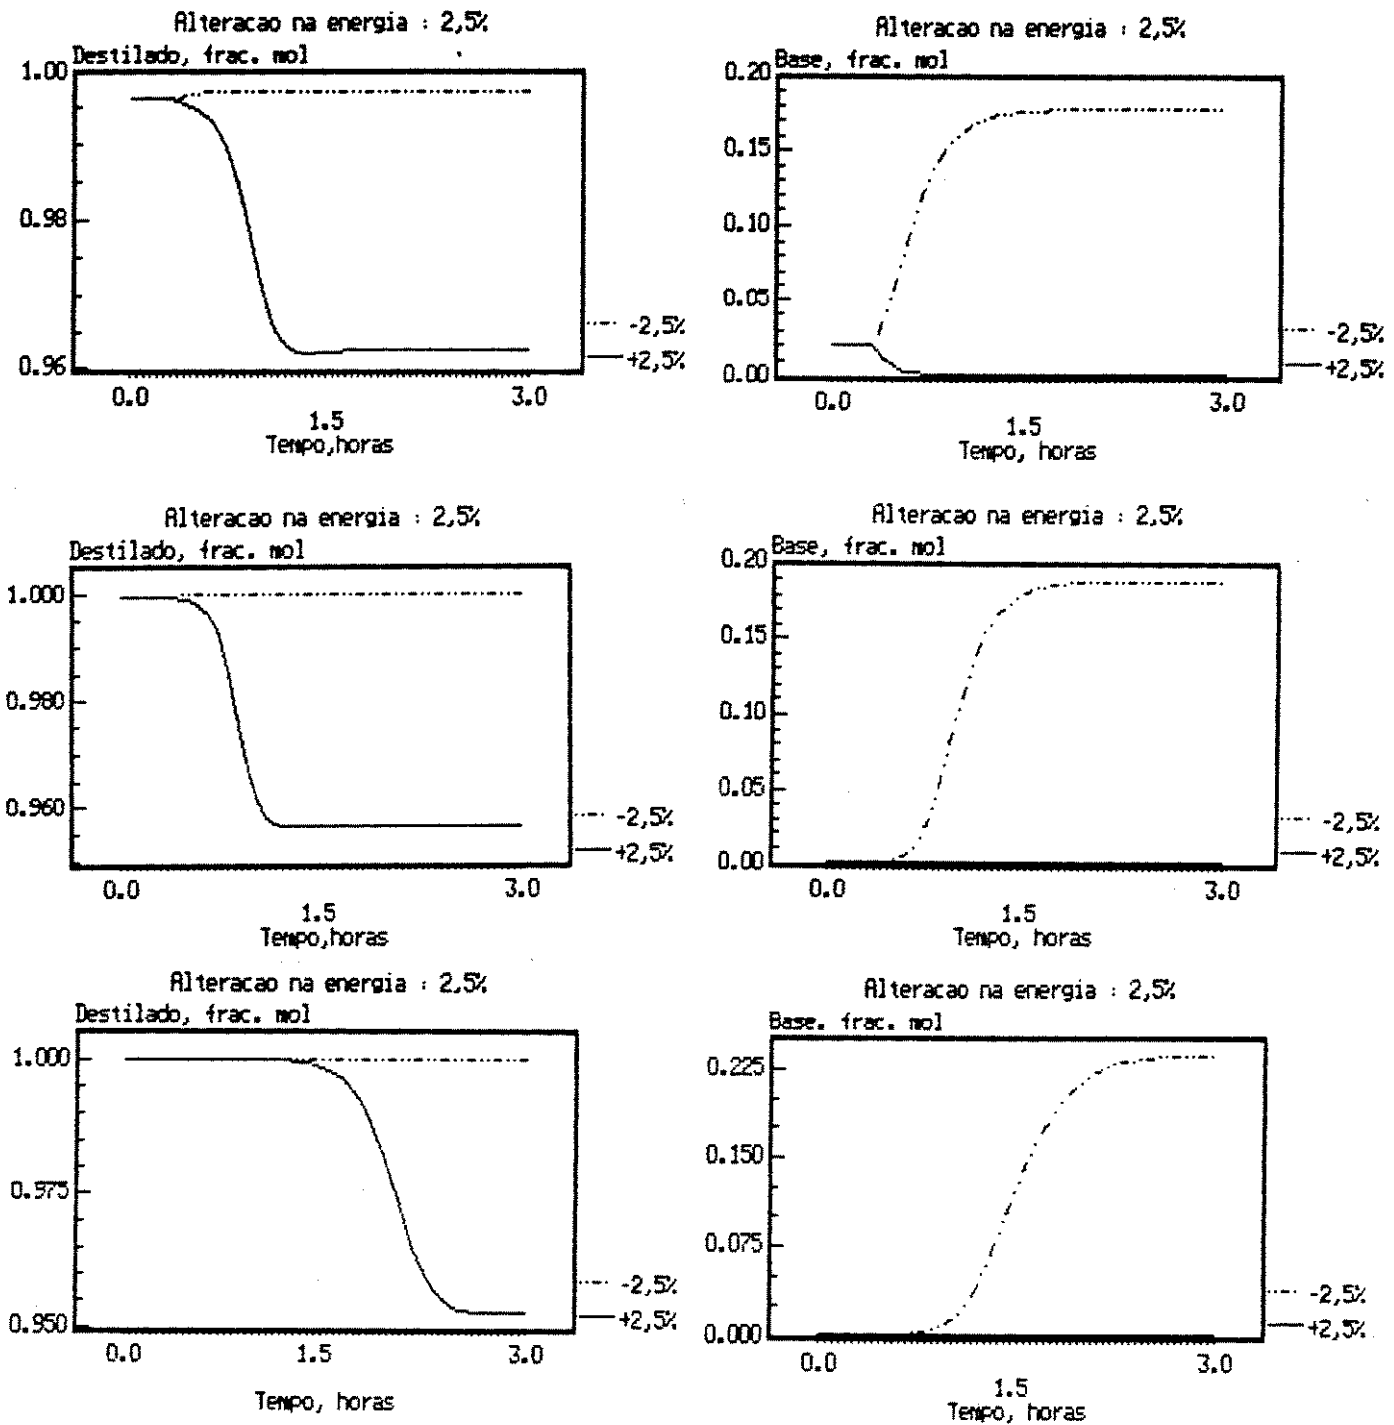 Alteracao na energia : 2,5%
Destilado, frac. mol
1.00
0.98
0.96
0.0
1.5
3.0
Tempo,horas
-2,5%
+2,5%
Alteracao na energia : 2,5%
Base, frac. mol
0.20
0.15
0.10
0.05
0.00
0.0
1.5
3.0
Tempo, horas
-2,5%
+2,5%
Alteracao na energia : 2,5%
Destilado, frac. mol
1.000
0.980
0.960
0.0
1.5
3.0
Tempo,horas
-2,5%
+2,5%
Alteracao na energia : 2,5%
Base, frac. mol
0.20
0.15
0.10
0.05
0.00
0.0
1.5
3.0
Tempo, horas
-2,5%
+2,5%
Alteracao na energia : 2,5%
Destilado, frac. mol
1.000
0.975
0.950
0.0
1.5
3.0
Tempo, horas
-2,5%
+2,5%
Alteracao na energia : 2,5%
Base. frac. mol
0.225
0.150
0.075
0.000
0.0
1.5
3.0
Tempo, horas
-2,5%
+2,5%